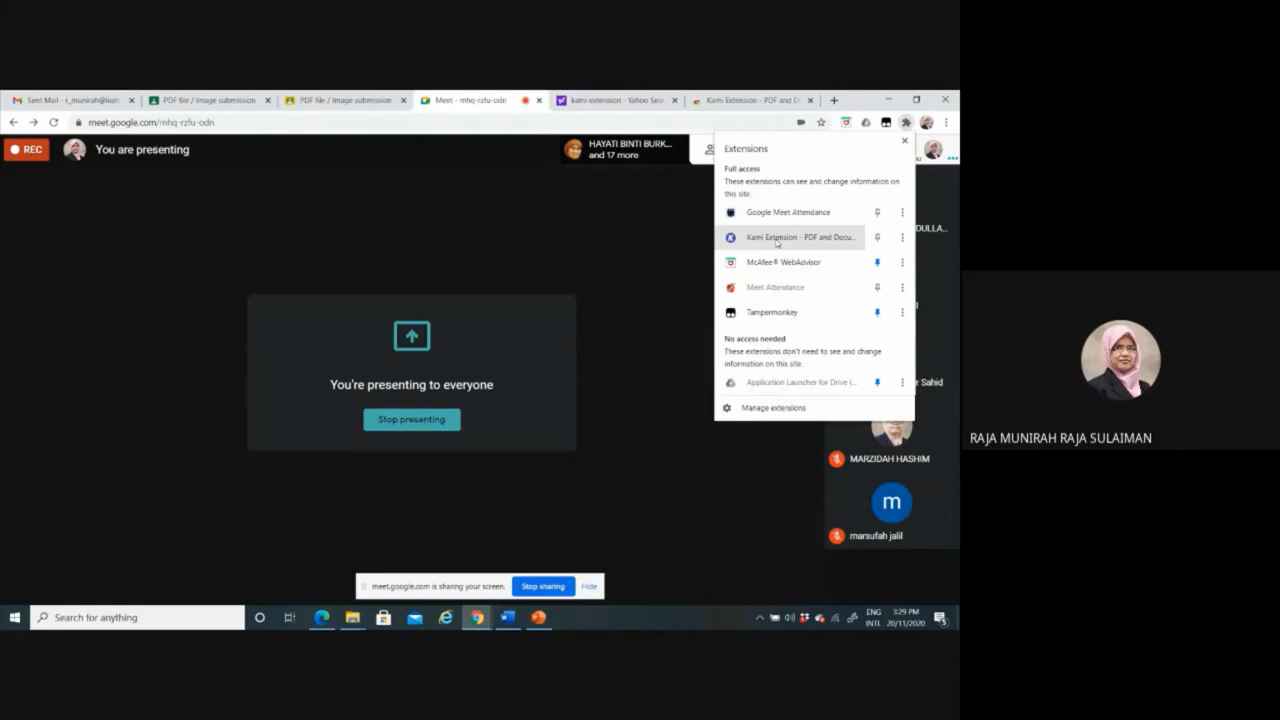 Sent Mail - r_munirah@iium
PDF file / Image submission
PDF file / Image submission
Meet - mhq-rzfu-odn
kami extension - Yahoo Sear
Kami Extension - PDF and Do
meet.google.com/mhq-rzfu-odn
REC
You are presenting
HAYATI BINTI BURK...
and 17 more
Extensions
Full access
These extensions can see and change information on
this site.
Google Meet Attendance
Kami Extension - PDF and Docu...
McAfee® WebAdvisor
Meet Attendance
Tampermonkey
No access needed
These extensions don't need to see and change
information on this site.
Application Launcher for Drive (...
Manage extensions
DULLA...
r Sahid
You're presenting to everyone
Stop presenting
MARZIDAH HASHIM
m
marsufah jalil
RAJA MUNIRAH RAJA SULAIMAN
meet.google.com is sharing your screen.
Stop sharing
Hide
Search for anything
ENG
INTL
3:29 PM
20/11/2020